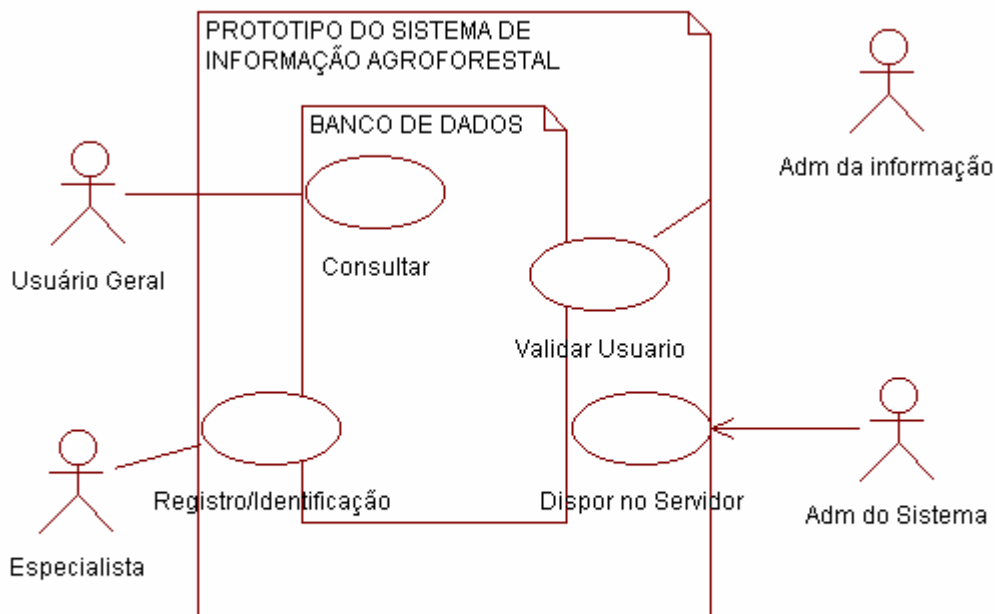 PROTOTIPO DO SISTEMA DE
INFORMAÇÃO AGROFORESTAL
BANCO DE DADOS
Adm da informação
Consultar
Usuário Geral
Validar Usuario
Registro/Identificação
Dispor no Servidor
Adm do Sistema
Especialista